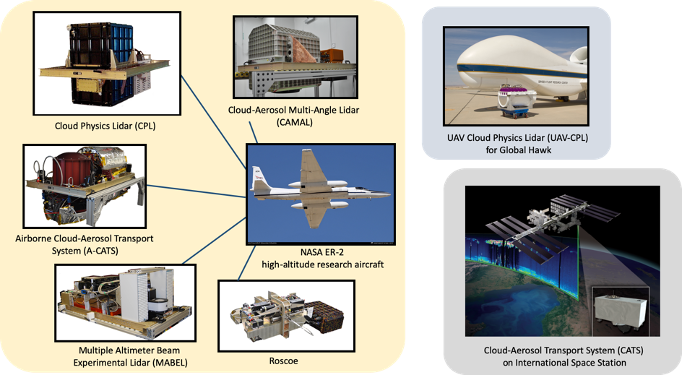 Cloud Physics Lidar (CPL)
Cloud-Aerosol Multi-Angle Lidar
(CAMAL)
UAV Cloud Physics Lidar (UAV-CPL)
for Global Hawk
Airborne Cloud-Aerosol Transport
System (A-CATS)
NASA ER-2
high-altitude research aircraft
Multiple Altimeter Beam
Experimental Lidar (MABEL)
Roscoe
Cloud-Aerosol Transport System (CATS)
on International Space Station